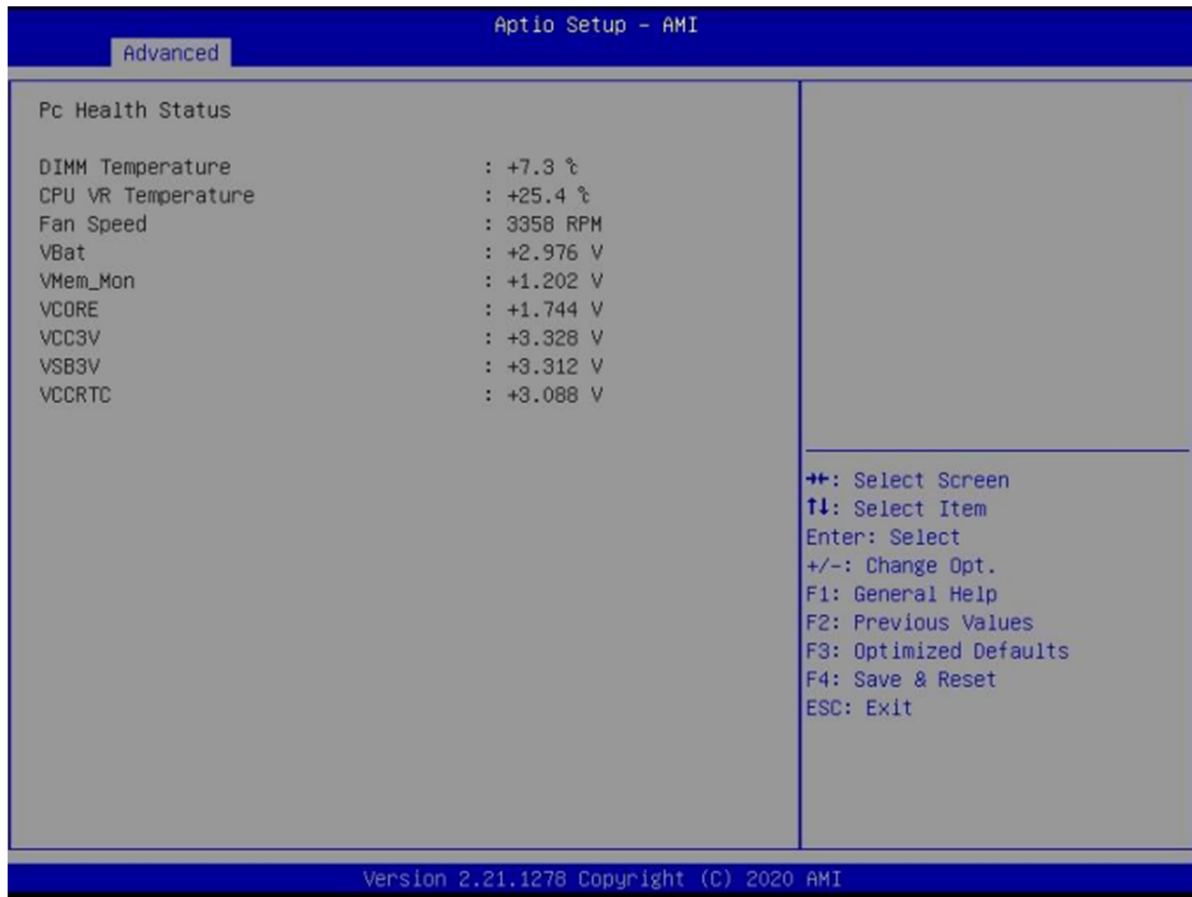 Aptio Setup – AMI
Advanced
Pc Health Status
DIMM Temperature : +7.3 ℃
CPU VR Temperature : +25.4 ℃
Fan Speed : 3358 RPM
VBat : +2.976 V
VMem_Mon : +1.202 V
VCORE : +1.744 V
VCC3V : +3.328 V
VSB3V : +3.312 V
VCCRTC : +3.088 V
→←: Select Screen
↑↓: Select Item
Enter: Select
+/-: Change Opt.
F1: General Help
F2: Previous Values
F3: Optimized Defaults
F4: Save & Reset
ESC: Exit
Version 2.21.1278 Copyright (C) 2020 AMI